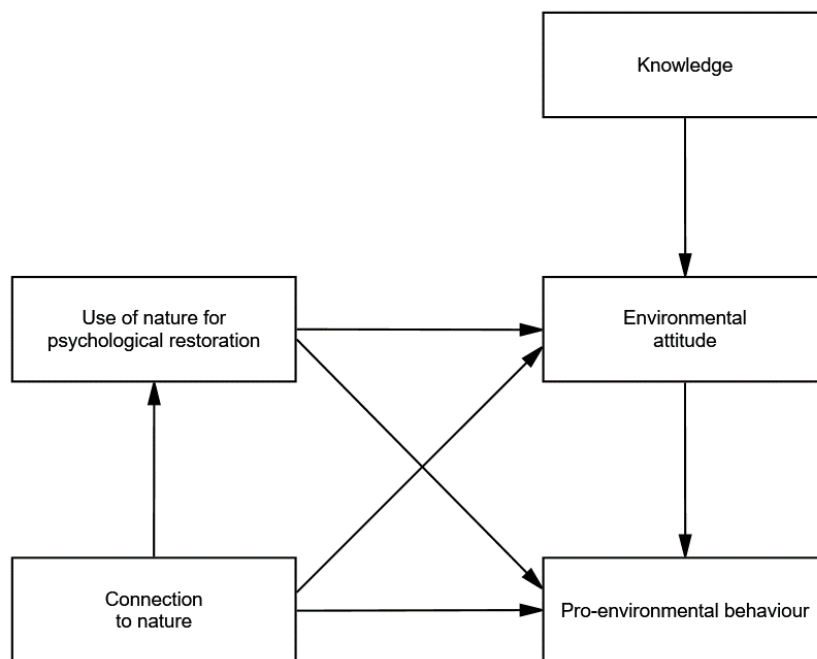 Knowledge
Use of nature for
psychological restoration
Environmental
attitude
Connection
to nature
Pro-environmental behaviour